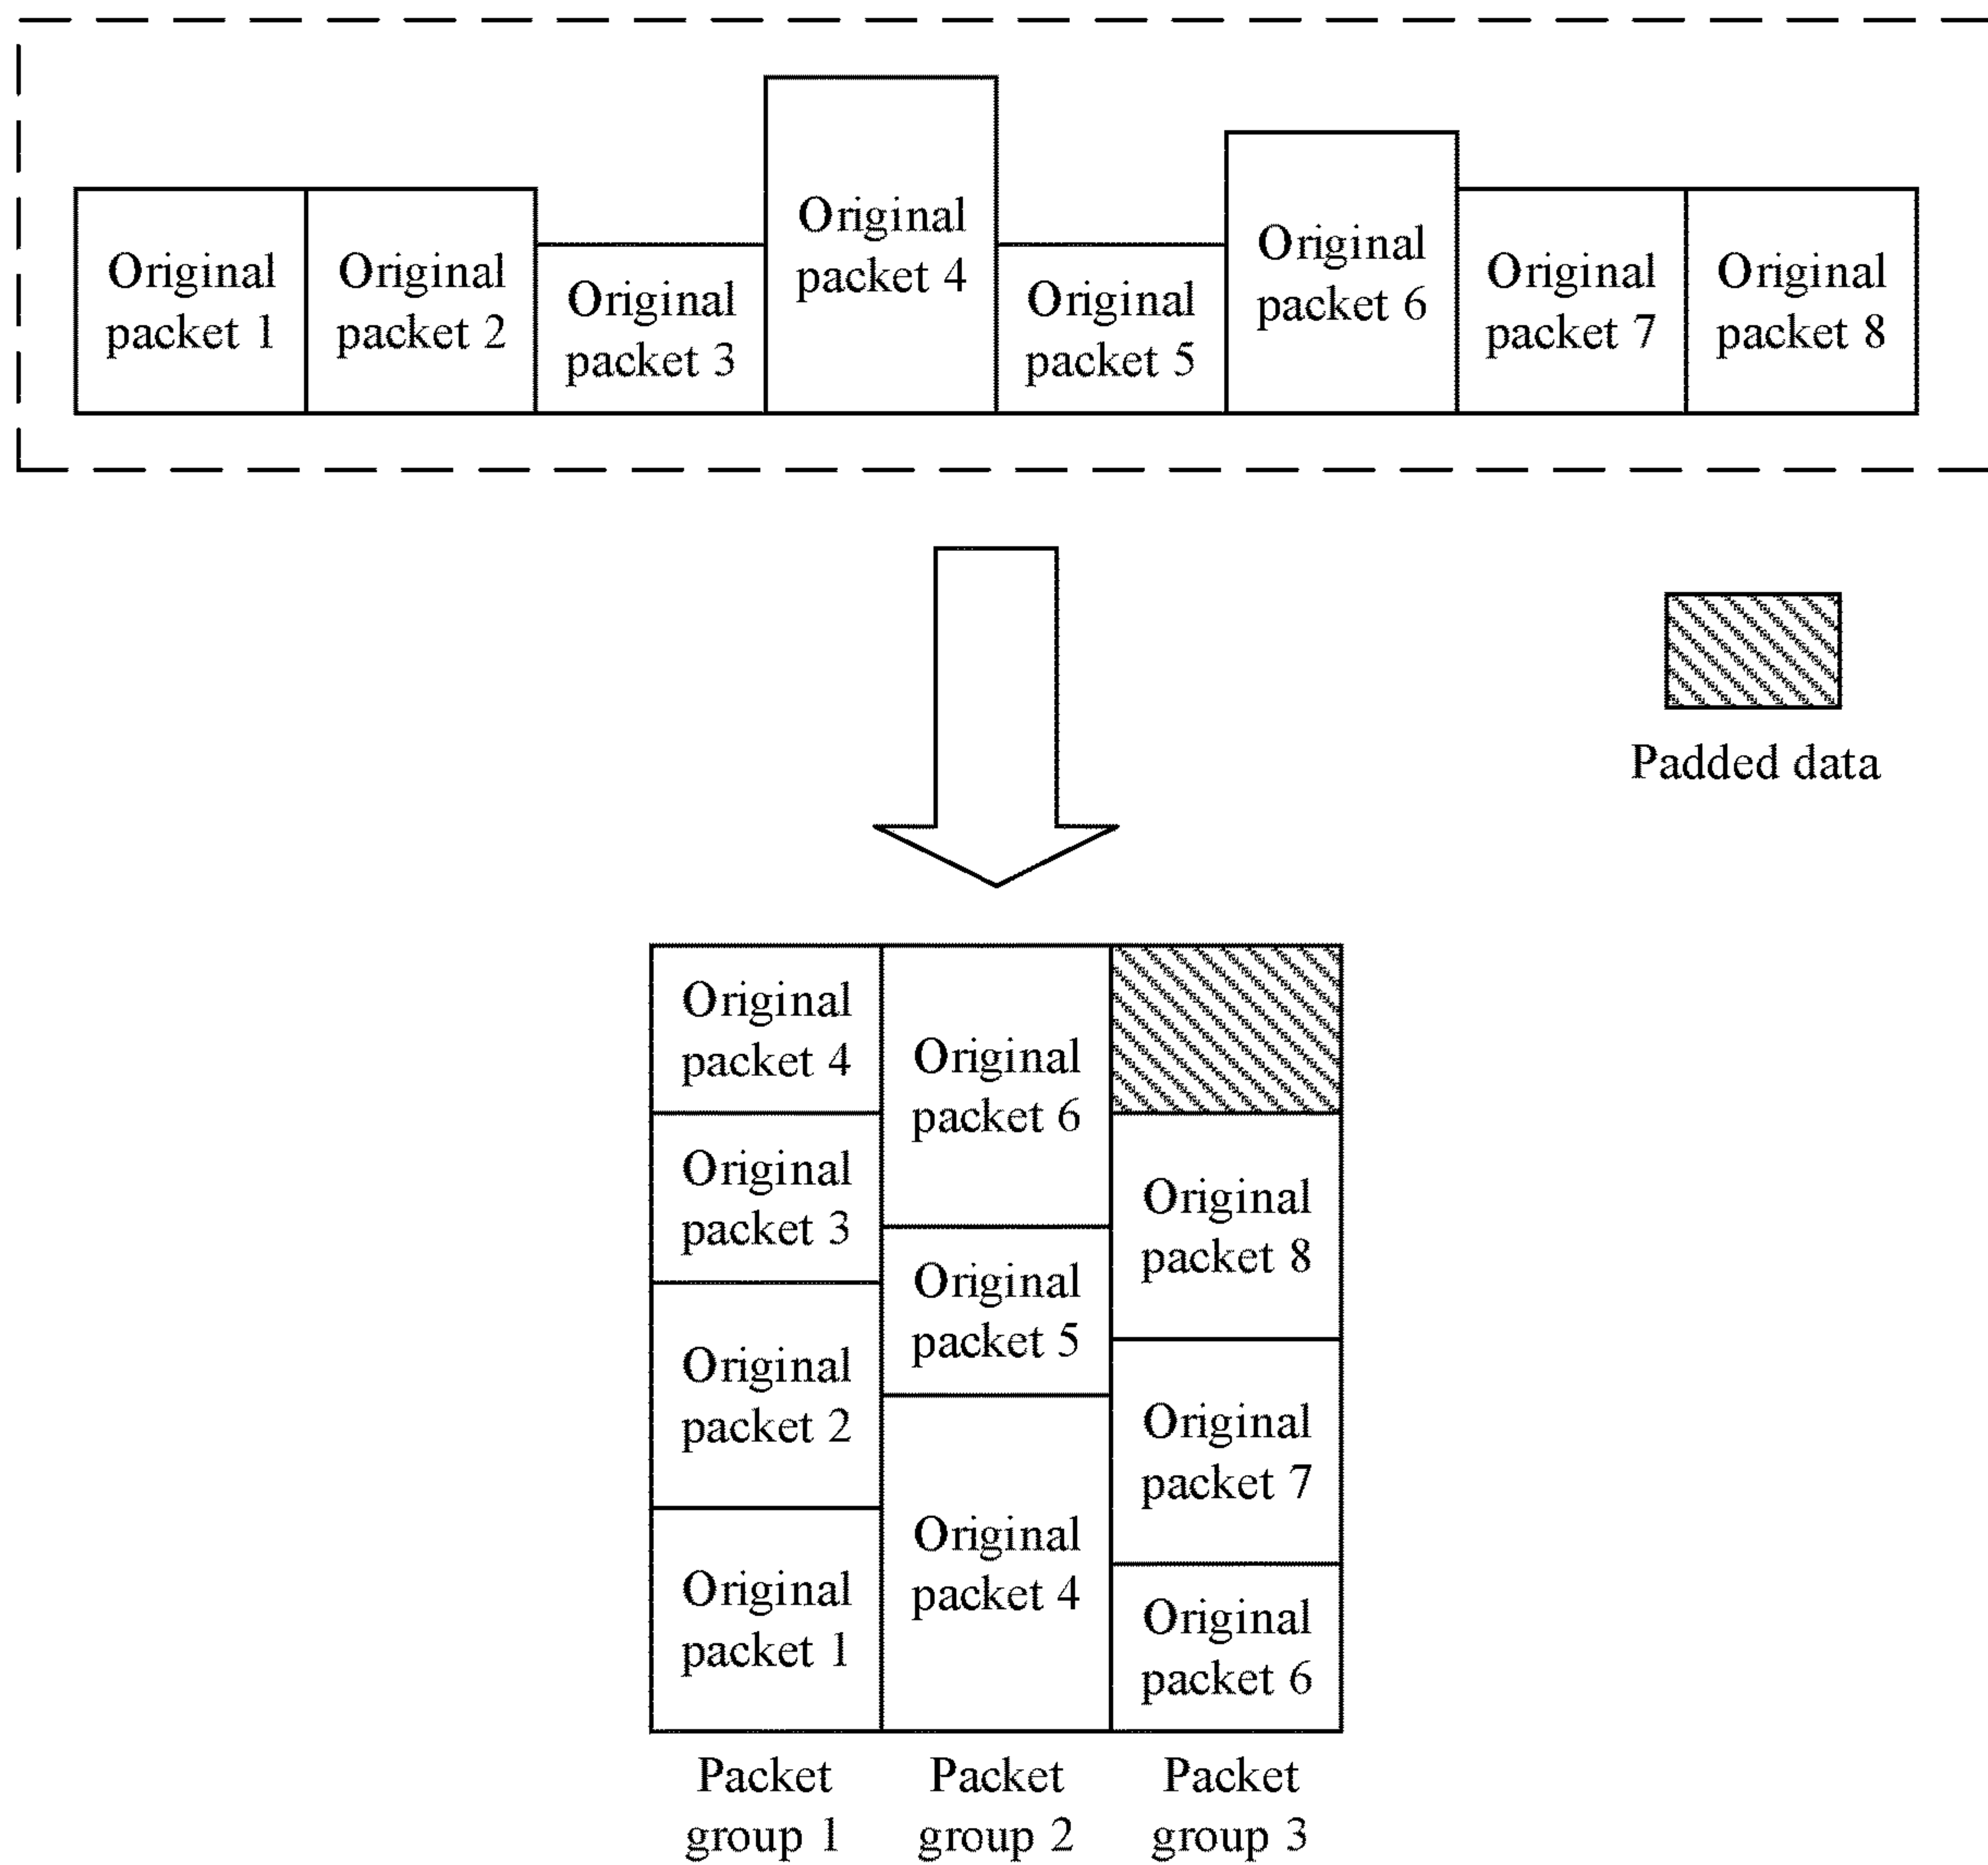 Original
packet 1
Original
packet 2
Original
packet 3
Original
packet 4
Original
packet 5
Original
packet 6
Original
packet 7
Original
packet 8
Padded data
Original
packet 4
Original
packet 3
Original
packet 2
Original
packet 1
Original
packet 6
Original
packet 5
Original
packet 4
Original
packet 8
Original
packet 7
Original
packet 6
Packet
group 1
Packet
group 2
Packet
group 3